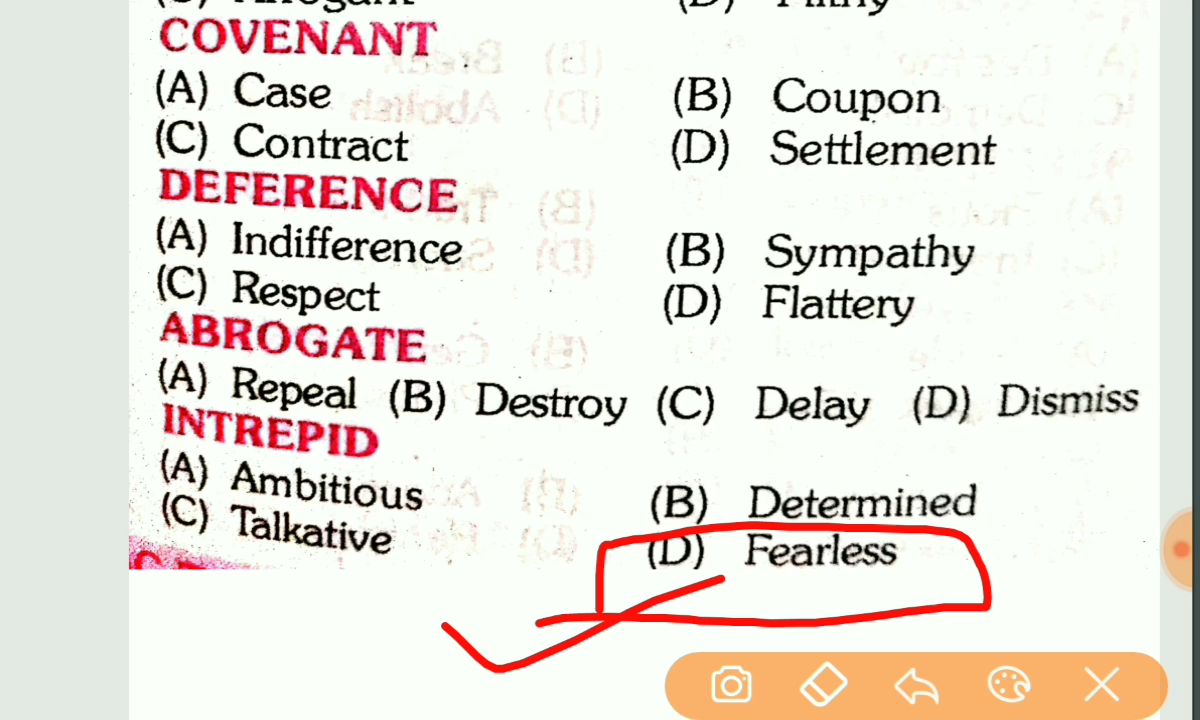 COVENANT
(A) Case (B) Coupon
(C) Contract (D) Settlement
DEFERENCE
(A) Indifference (B) Sympathy
(C) Respect (D) Flattery
ABROGATE
(A) Repeal (B) Destroy (C) Delay (D) Dismiss
INTREPID
(A) Ambitious (B) Determined
(C) Talkative (D) Fearless